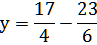 y = 17/4 − 23/6